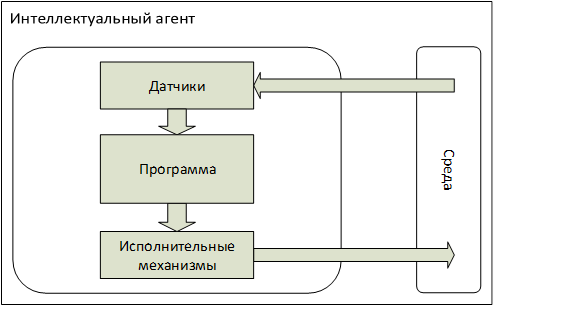 Интеллектуальный агент
Датчики
Программа
Исполнительные
механизмы
Среда